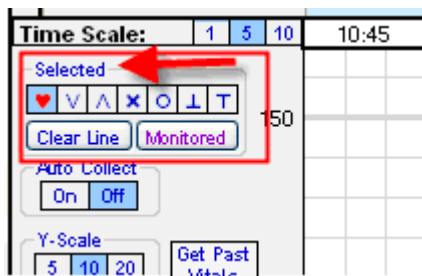 Time Scale: 1 5 10 10:45
Selected
♥ V Λ × O ⊥ T
150
Clear Line Monitored
Auto Collect
On Off
Y-Scale
5 10 20
Get Past
Vitals